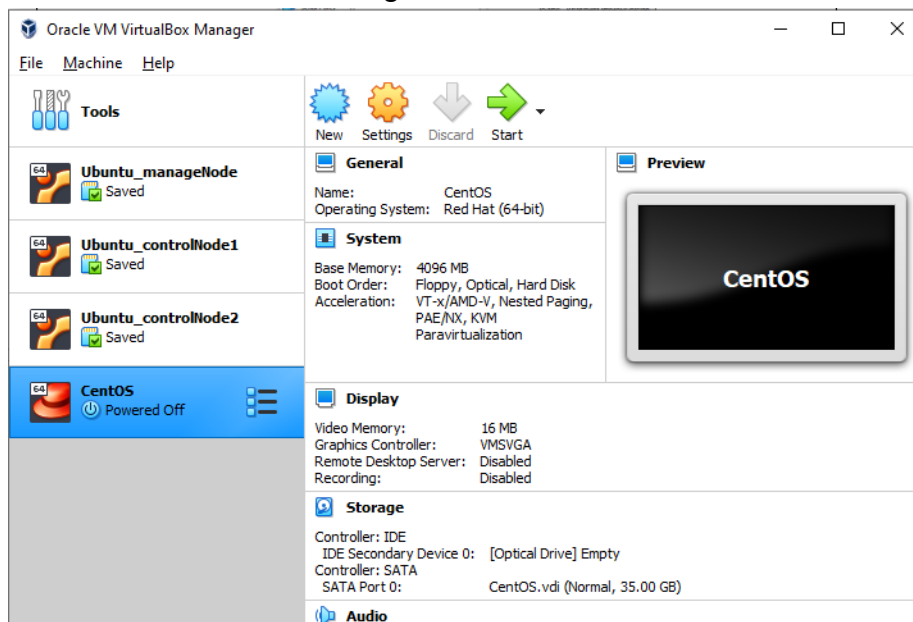 Oracle VM VirtualBox Manager
File Machine Help
Tools
New Settings Discard Start
64
Ubuntu_manageNode
Saved
64
Ubuntu_controlNode1
Saved
64
Ubuntu_controlNode2
Saved
64
CentOS
Powered Off
General
Name: CentOS
Operating System: Red Hat (64-bit)
System
Base Memory: 4096 MB
Boot Order: Floppy, Optical, Hard Disk
Acceleration: VT-x/AMD-V, Nested Paging,
PAE/NX, KVM
Paravirtualization
Preview
CentOS
Display
Video Memory: 16 MB
Graphics Controller: VMSVGA
Remote Desktop Server: Disabled
Recording: Disabled
Storage
Controller: IDE
IDE Secondary Device 0: [Optical Drive] Empty
Controller: SATA
SATA Port 0: CentOS.vdi (Normal, 35.00 GB)
Audio